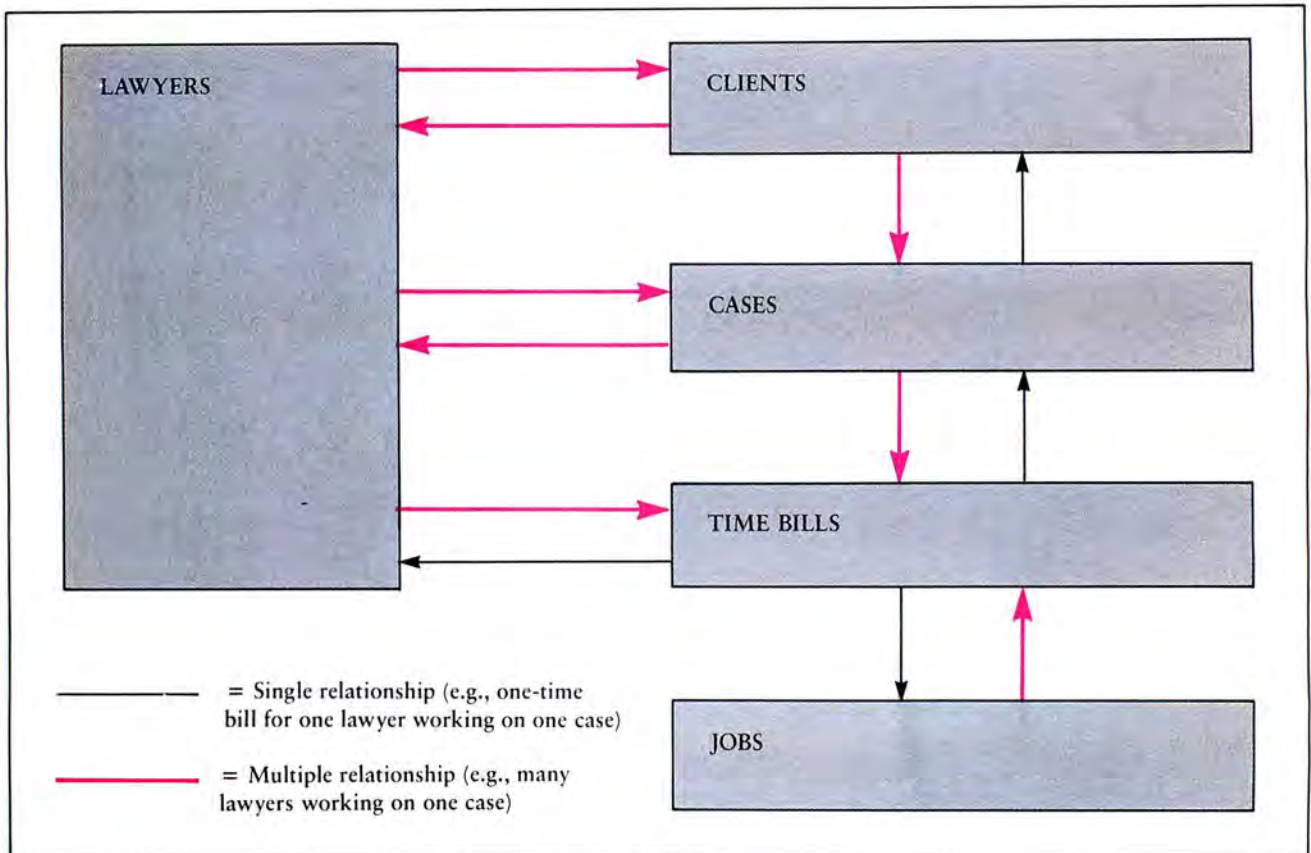 LAWYERS
CLIENTS
CASES
TIME BILLS
JOBS
= Single relationship (e.g., one-time
bill for one lawyer working on one case)
= Multiple relationship (e.g., many
lawyers working on one case)